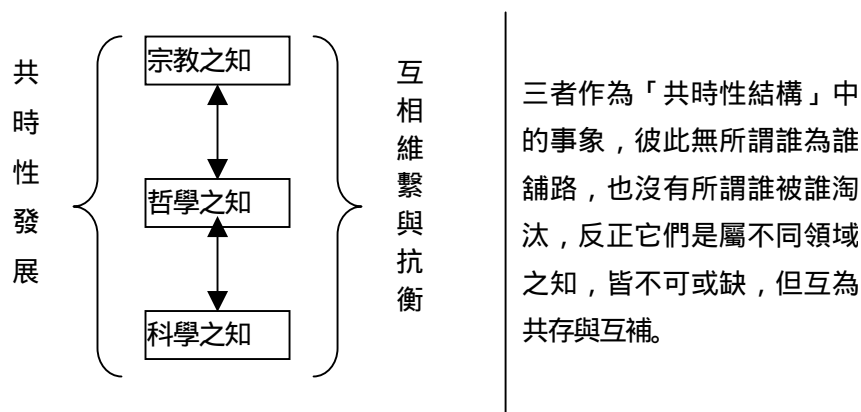 共時性發展
宗教之知
哲學之知
科學之知
互相維繫與抗衡
三者作為「共時性結構」中
的事象，彼此無所謂誰為誰
舖路，也沒有所謂誰被誰淘
汰，反正它們是屬不同領域
之知，皆不可或缺，但互為
共存與互補。